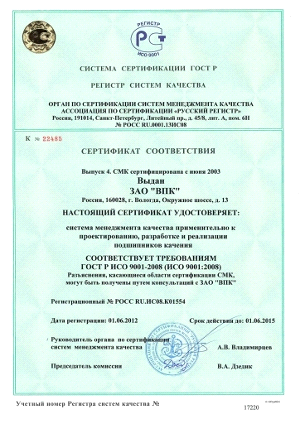 РЕГИСТР
РСТ
ИСО-9001
СИСТЕМА СЕРТИФИКАЦИИ ГОСТ Р
РЕГИСТР СИСТЕМ КАЧЕСТВА
ОРГАН ПО СЕРТИФИКАЦИИ СИСТЕМ МЕНЕДЖМЕНТА КАЧЕСТВА
АССОЦИАЦИЯ ПО СЕРТИФИКАЦИИ «РУССКИЙ РЕГИСТР»
Россия, 191014, Санкт-Петербург, Литейный пр., д. 45/8, лит. А, пом. 6Н
№ РОСС RU.0001.13ИС08
К № 22485
СЕРТИФИКАТ СООТВЕТСТВИЯ
Выпуск 4. СМК сертифицирована с июня 2003
Выдан
ЗАО "ВПК"
Россия, 160028, г. Вологда, Окружное шоссе, д. 13
НАСТОЯЩИЙ СЕРТИФИКАТ УДОСТОВЕРЯЕТ:
система менеджмента качества применительно к
проектированию, разработке и реализации
подшипников качения
СООТВЕТСТВУЕТ ТРЕБОВАНИЯМ
ГОСТ Р ИСО 9001-2008 (ИСО 9001:2008)
Разъяснения, касающиеся области сертификации СМК,
могут быть получены путем консультаций с ЗАО "ВПК"
Регистрационный № РОСС RU.ИС08.К01554
Дата регистрации: 01.06.2012 Срок действия до: 01.06.2015
Руководитель органа по сертификации
систем менеджмента качества А.В. Владимирцев
Председатель комиссии В.А. Дзедик
Учетный номер Регистра систем качества № 17220